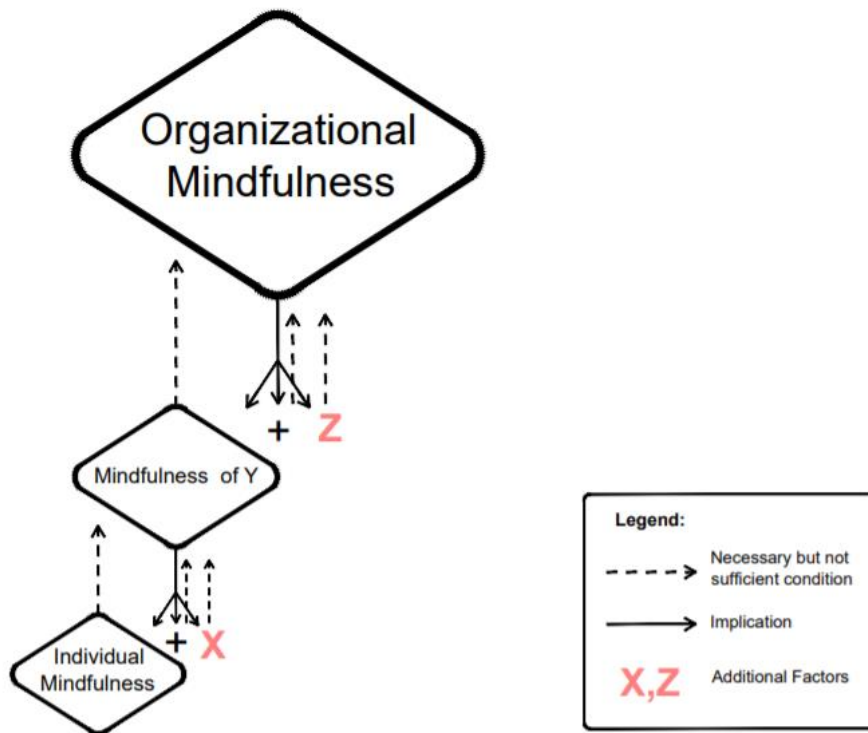 Organizational
Mindfulness
+ Z
Mindfulness of Y
+ X
Individual
Mindfulness
Legend:
Necessary but not
sufficient condition
Implication
X,Z Additional Factors